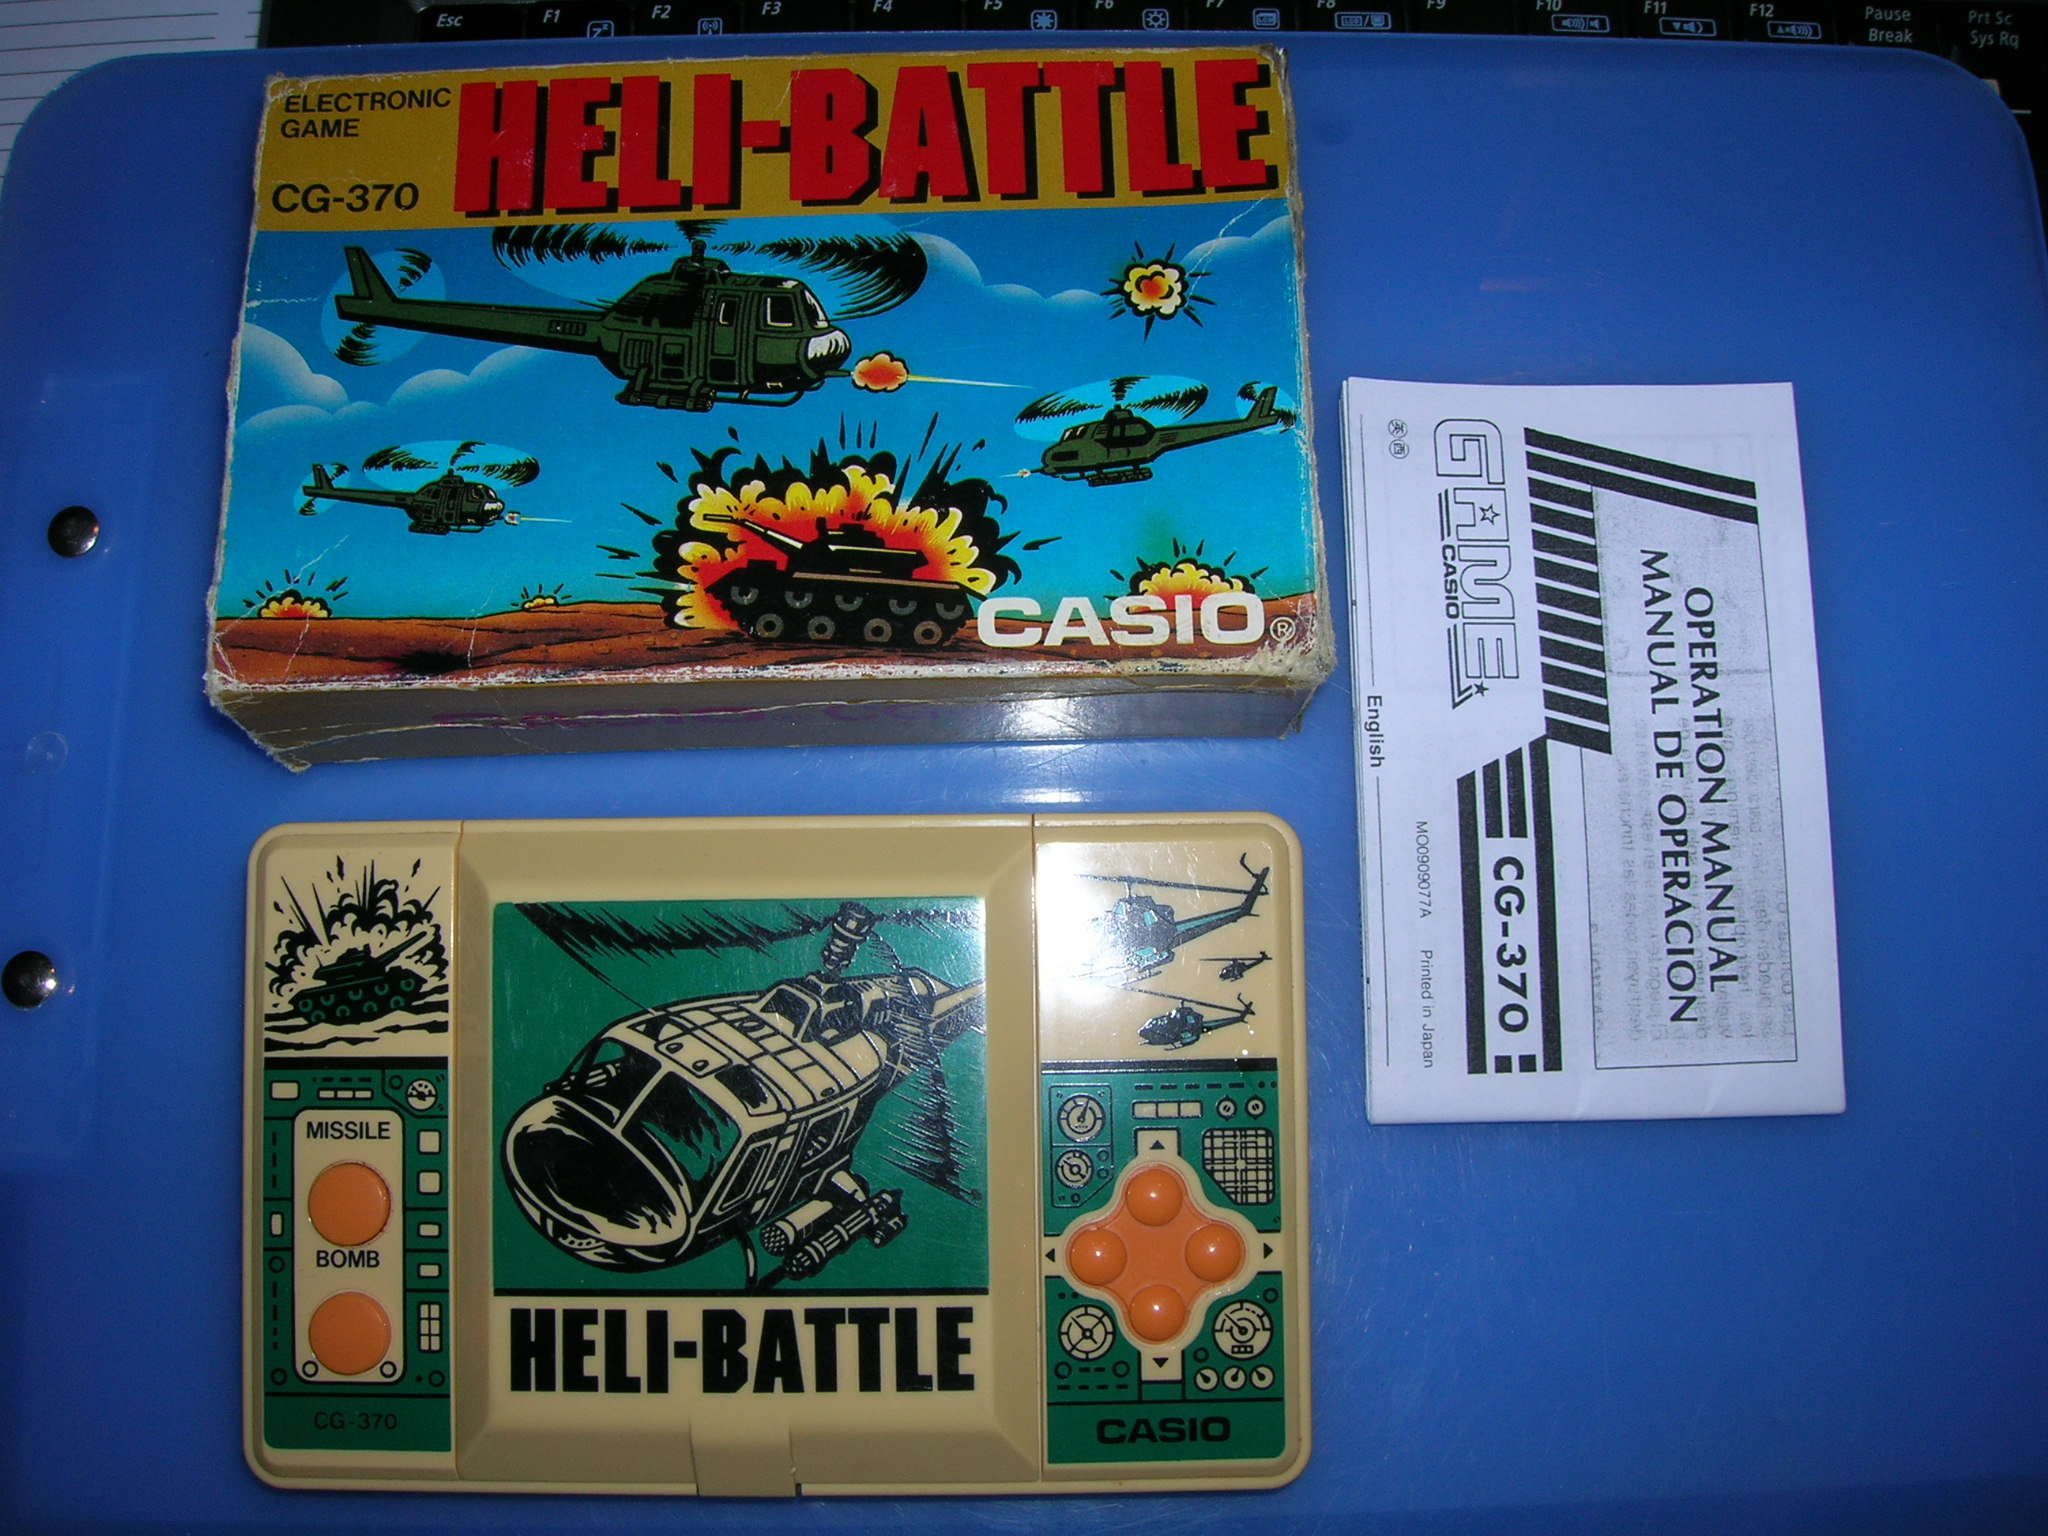 Esc
F1
F2
F3
F4
F5
F6
F7
F8
F9
F10
F11
F12
Pause
Break
Prt Sc
Sys Rq
ELECTRONIC
GAME
CG-370
HELI-BATTLE
CASIO®
OPERATION MANUAL
MANUAL DE OPERACION
GAME
CASIO
CG-370
英 西
English
MO0909077A Printed in Japan
MISSILE
BOMB
CG-370
HELI-BATTLE
CASIO